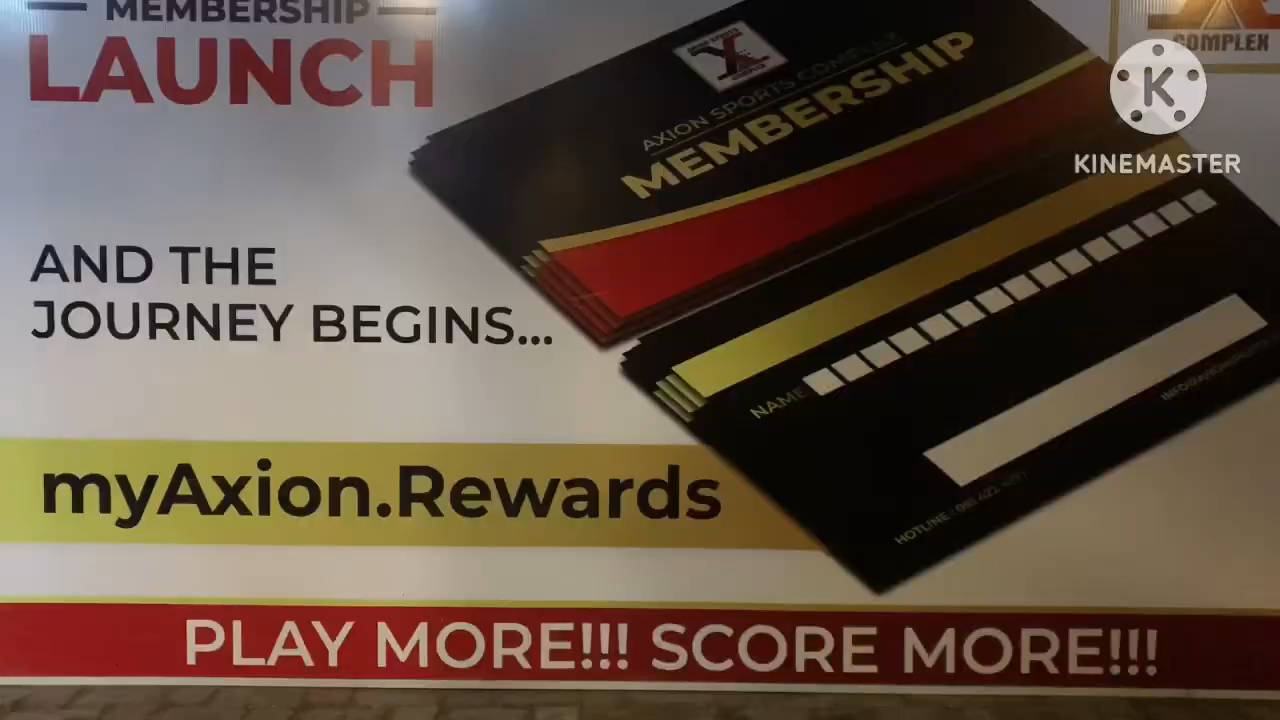 MEMBERSHIP
LAUNCH
AND THE
JOURNEY BEGINS...
myAxion.Rewards
PLAY MORE!!! SCORE MORE!!!
AXION SPORTS COMPLEX
MEMBERSHIP
NAME
HOTLINE
COMPLEX
KINEMASTER